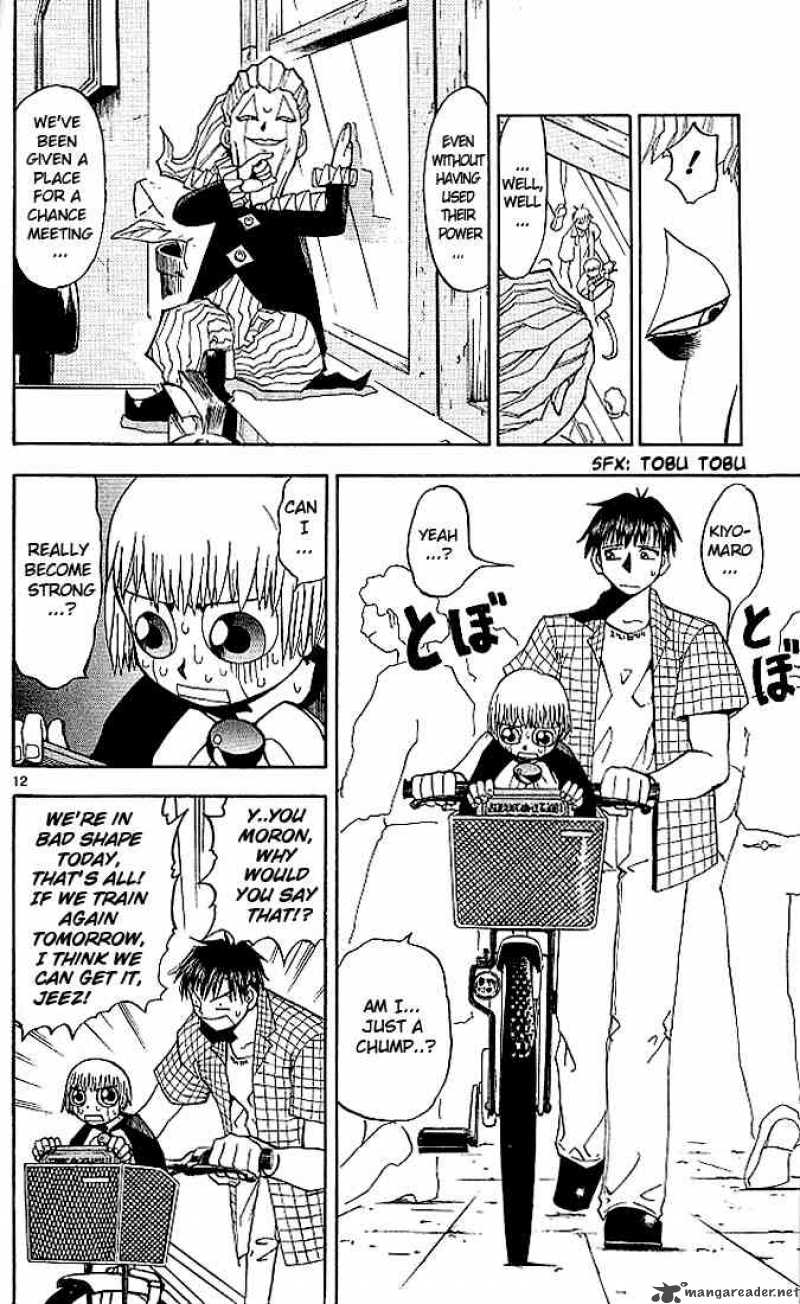 !
...
WELL,
WELL
...
EVEN
WITHOUT
HAVING
USED
THEIR
POWER
...
WE'VE
BEEN
GIVEN A
PLACE
FOR A
CHANCE
MEETING
...
SFX: TOBU TOBU
KIYO-
MARO
...
YEAH
...?
とぼ
とぼ
AM I...
JUST A
CHUMP..?
CAN
I
...
REALLY
BECOME
STRONG
...?
12
Y..YOU
MORON,
WHY
WOULD
YOU SAY
THAT!?
WE'RE IN
BAD SHAPE
TODAY,
THAT'S ALL!
IF WE TRAIN
AGAIN
TOMORROW,
I THINK WE
CAN GET IT,
JEEZ!
mangareader.net